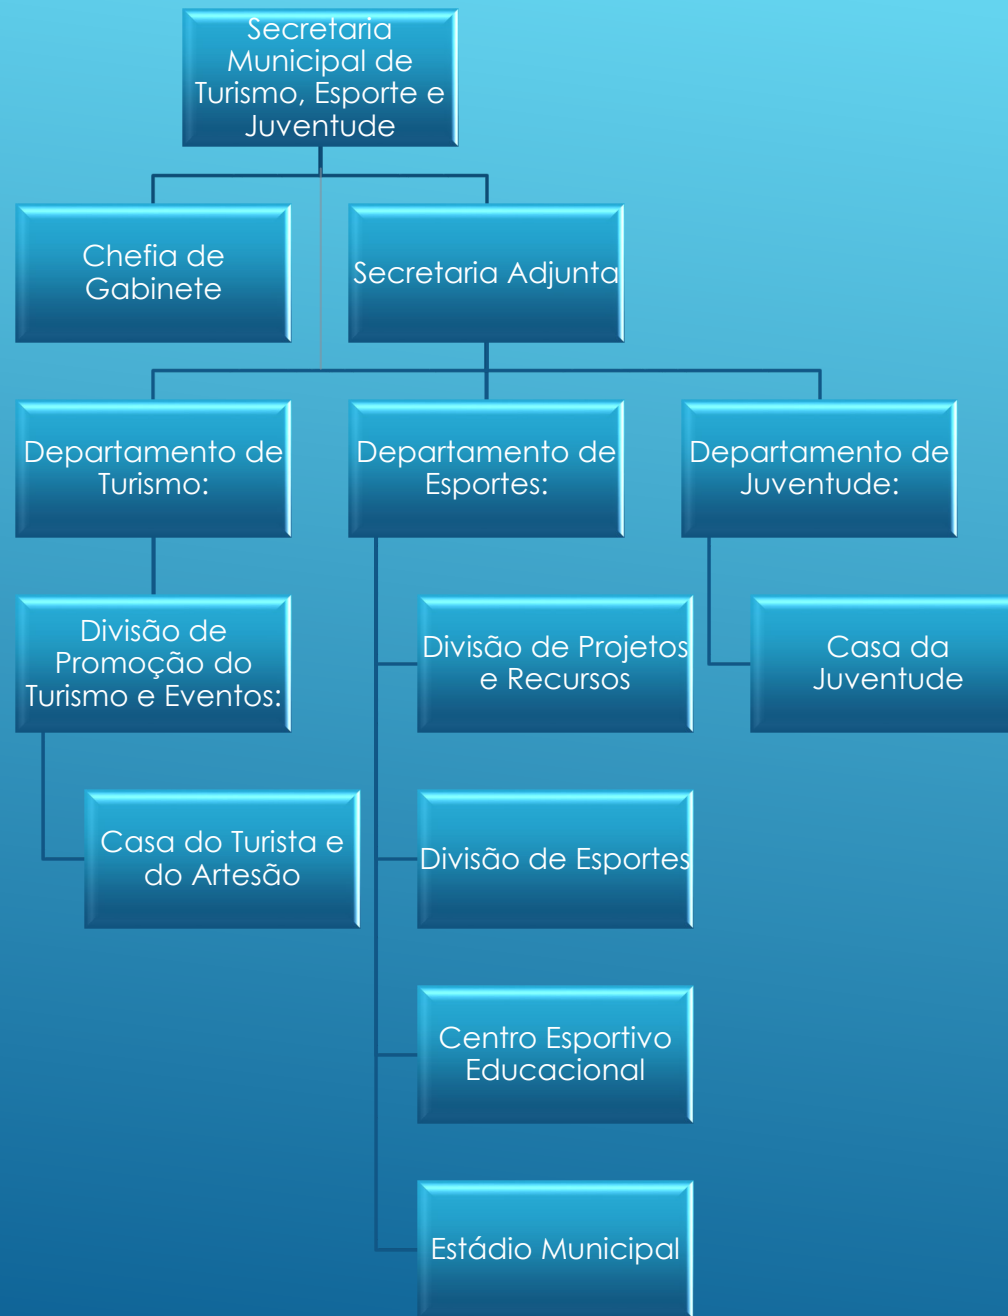 Secretaria
Municipal de
Turismo, Esporte e
Juventude
Chefia de
Gabinete
Secretaria Adjunta
Departamento de
Turismo:
Departamento de
Esportes:
Departamento de
Juventude:
Divisão de
Promoção do
Turismo e Eventos:
Divisão de Projetos
e Recursos
Casa da
Juventude
Casa do Turista e
do Artesão
Divisão de Esportes
Centro Esportivo
Educacional
Estádio Municipal